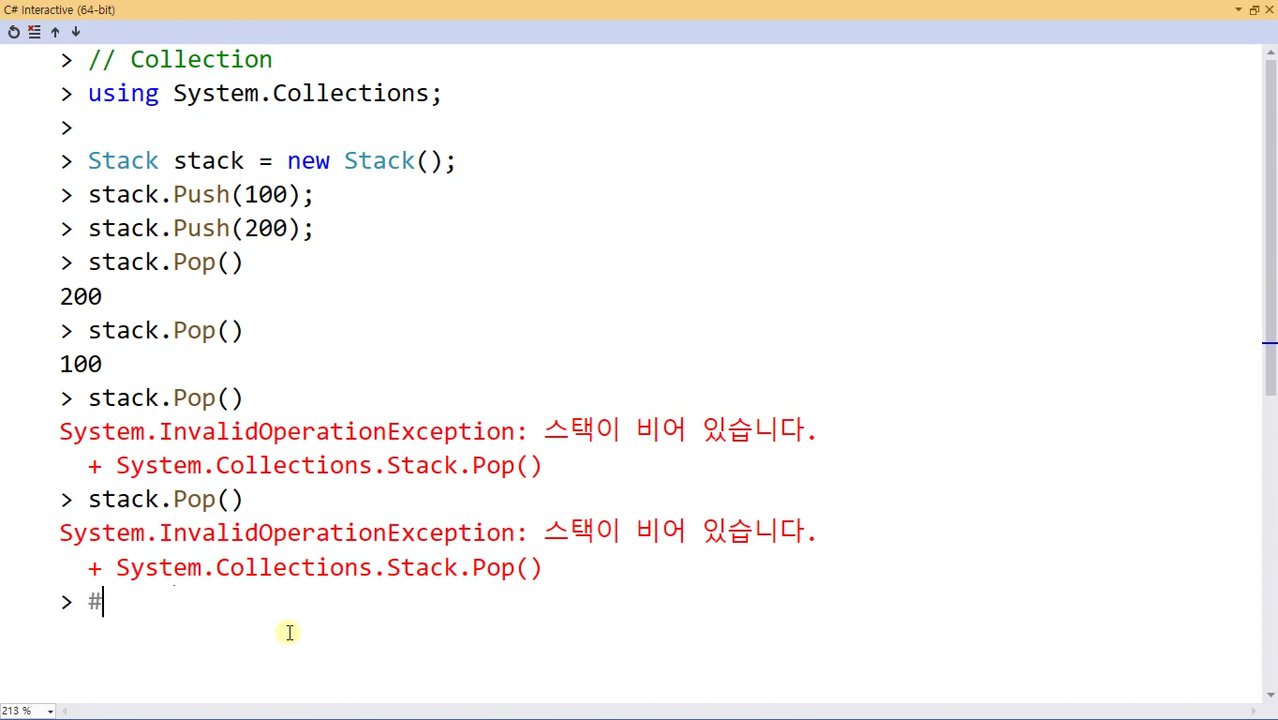 C# Interactive (64-bit)
> // Collection
> using System.Collections;
>
> Stack stack = new Stack();
> stack.Push(100);
> stack.Push(200);
> stack.Pop()
200
> stack.Pop()
100
> stack.Pop()
System.InvalidOperationException: 스택이 비어 있습니다.
+ System.Collections.Stack.Pop()
> stack.Pop()
System.InvalidOperationException: 스택이 비어 있습니다.
+ System.Collections.Stack.Pop()
> #
213 %